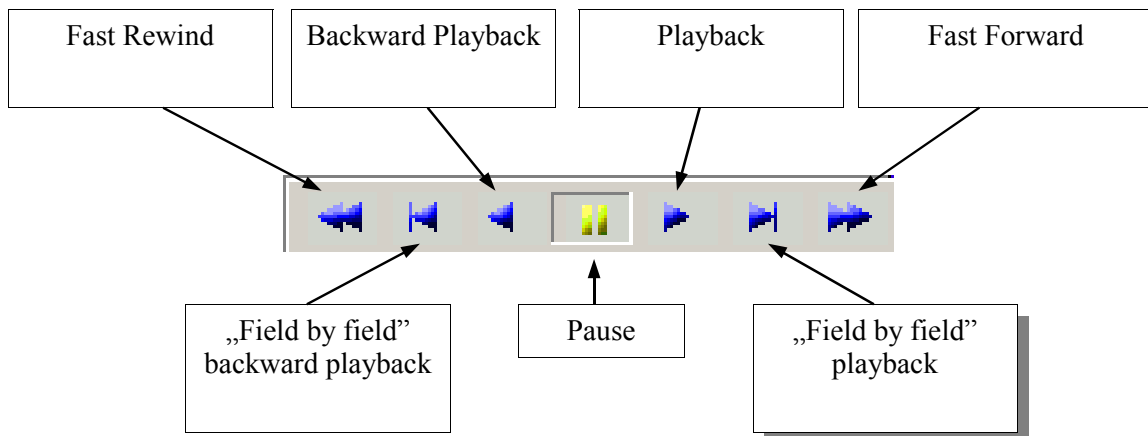 Fast Rewind
Backward Playback
Playback
Fast Forward
„Field by field”
backward playback
Pause
„Field by field”
playback